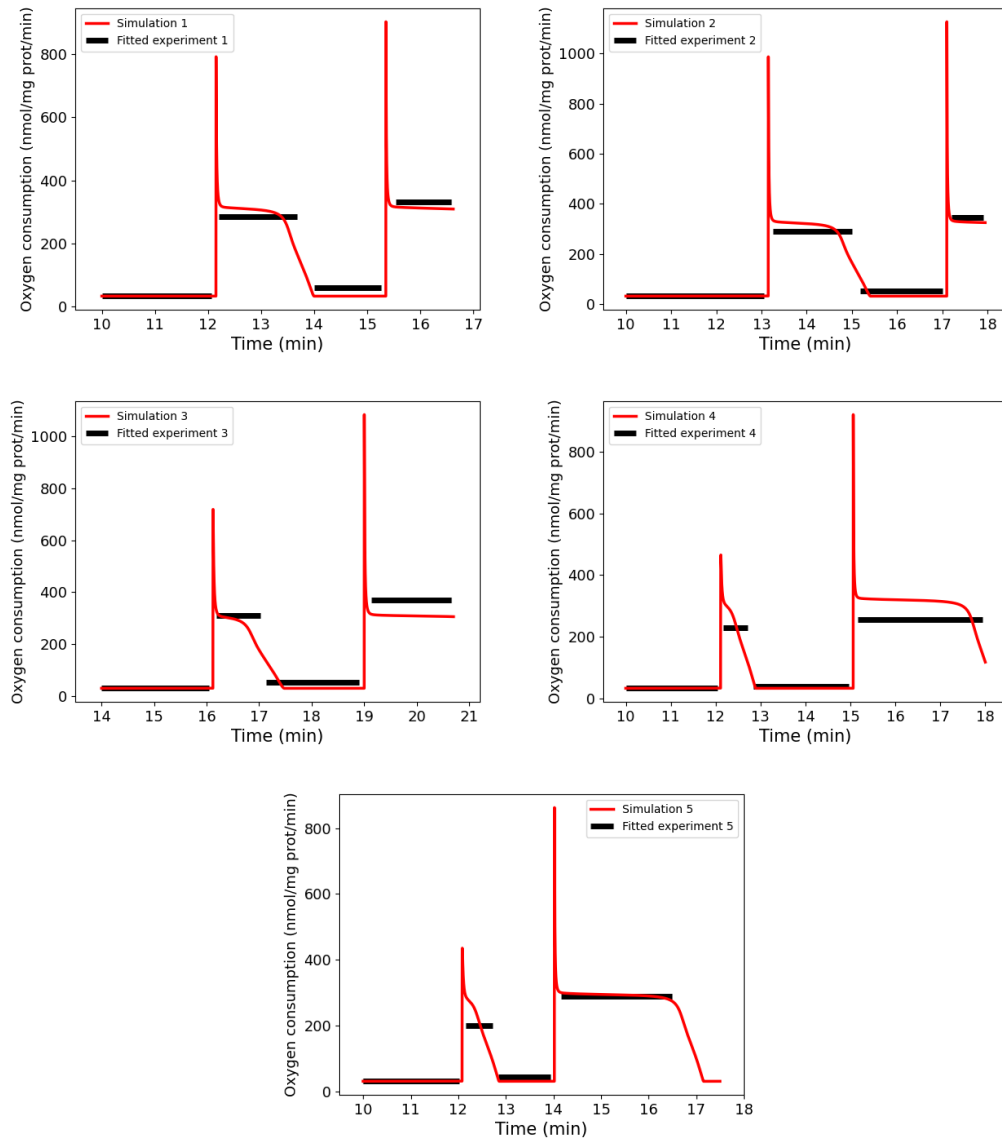 Simulation 1
Fitted experiment 1
Oxygen consumption (nmol/mg prot/min)
800
600
400
200
0
10 11 12 13 14 15 16 17
Time (min)
Simulation 2
Fitted experiment 2
Oxygen consumption (nmol/mg prot/min)
1000
800
600
400
200
0
10 11 12 13 14 15 16 17 18
Time (min)
Simulation 3
Fitted experiment 3
Oxygen consumption (nmol/mg prot/min)
1000
800
600
400
200
0
14 15 16 17 18 19 20 21
Time (min)
Simulation 4
Fitted experiment 4
Oxygen consumption (nmol/mg prot/min)
800
600
400
200
0
10 11 12 13 14 15 16 17 18
Time (min)
Simulation 5
Fitted experiment 5
Oxygen consumption (nmol/mg prot/min)
800
600
400
200
0
10 11 12 13 14 15 16 17 18
Time (min)